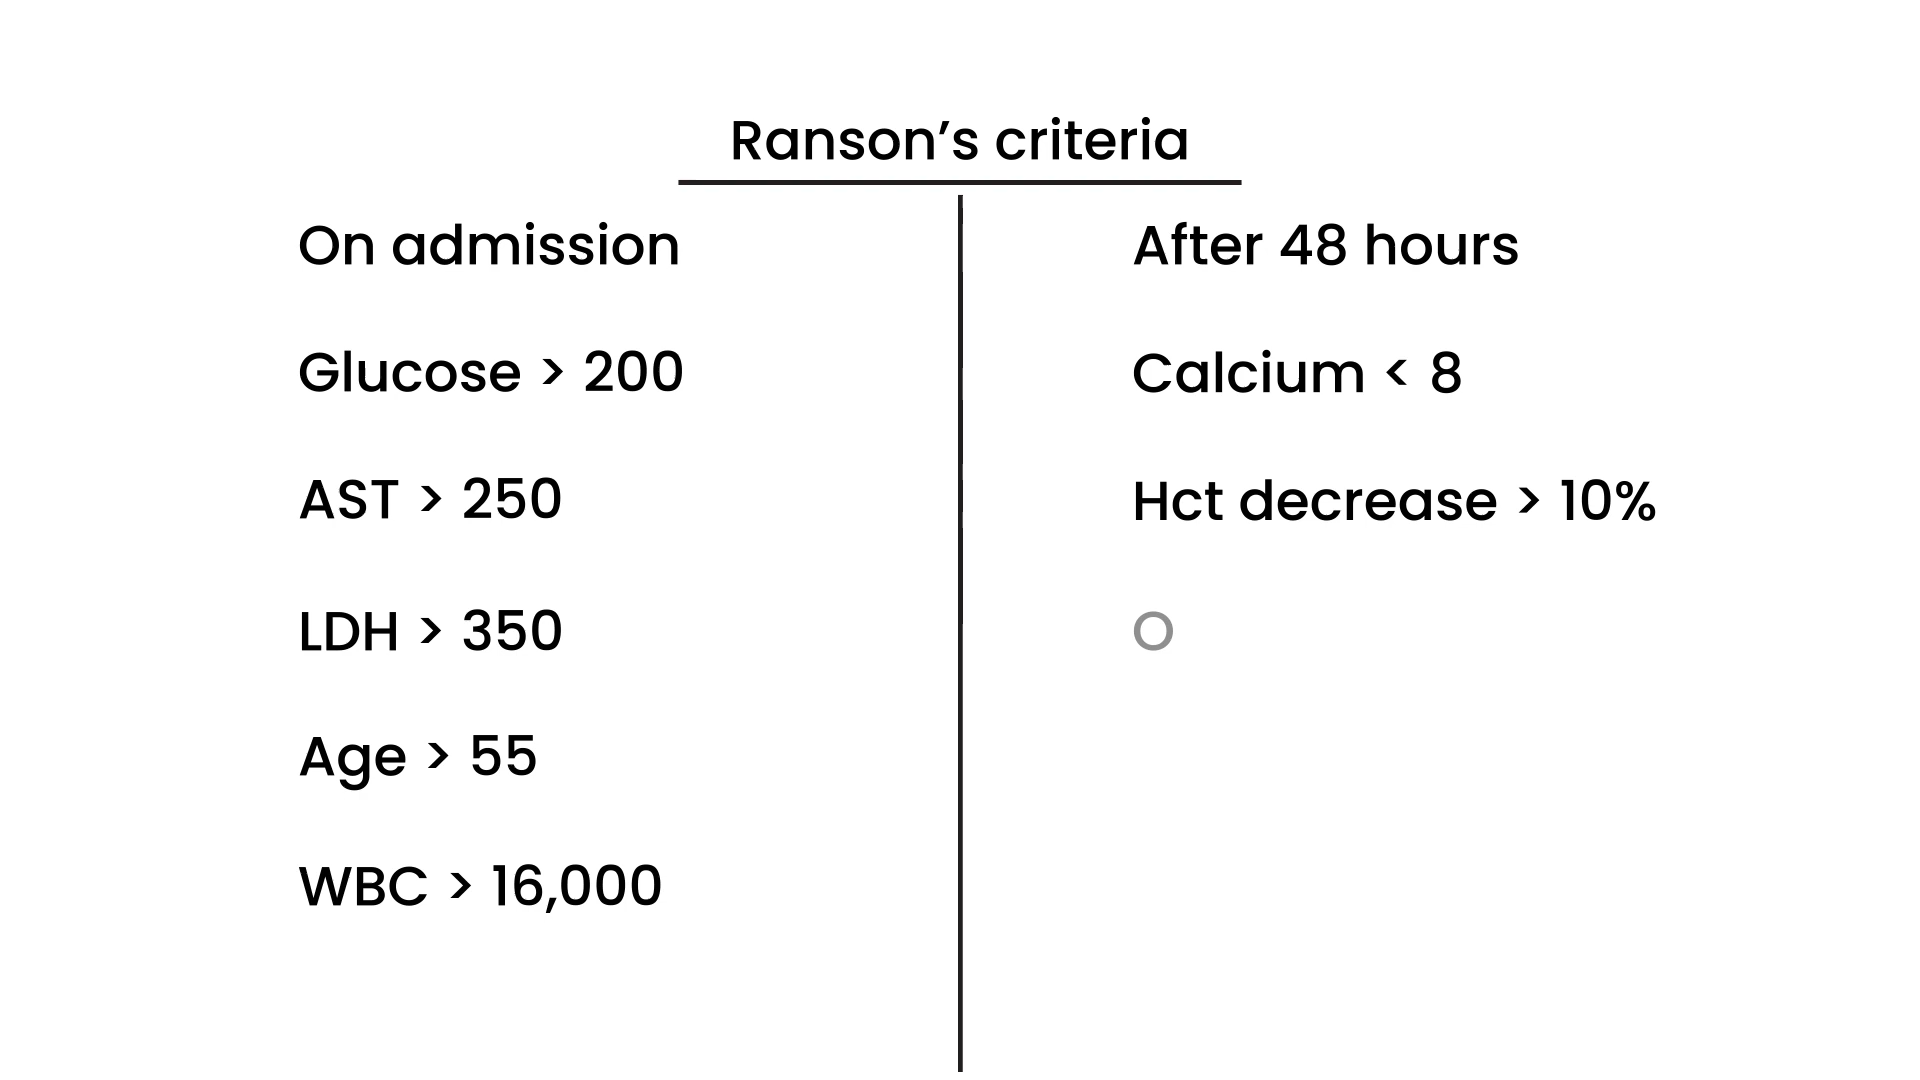 Ranson's criteria
On admission
Glucose > 200
AST > 250
LDH > 350
Age > 55
WBC > 16,000
After 48 hours
Calcium < 8
Hct decrease > 10%
O